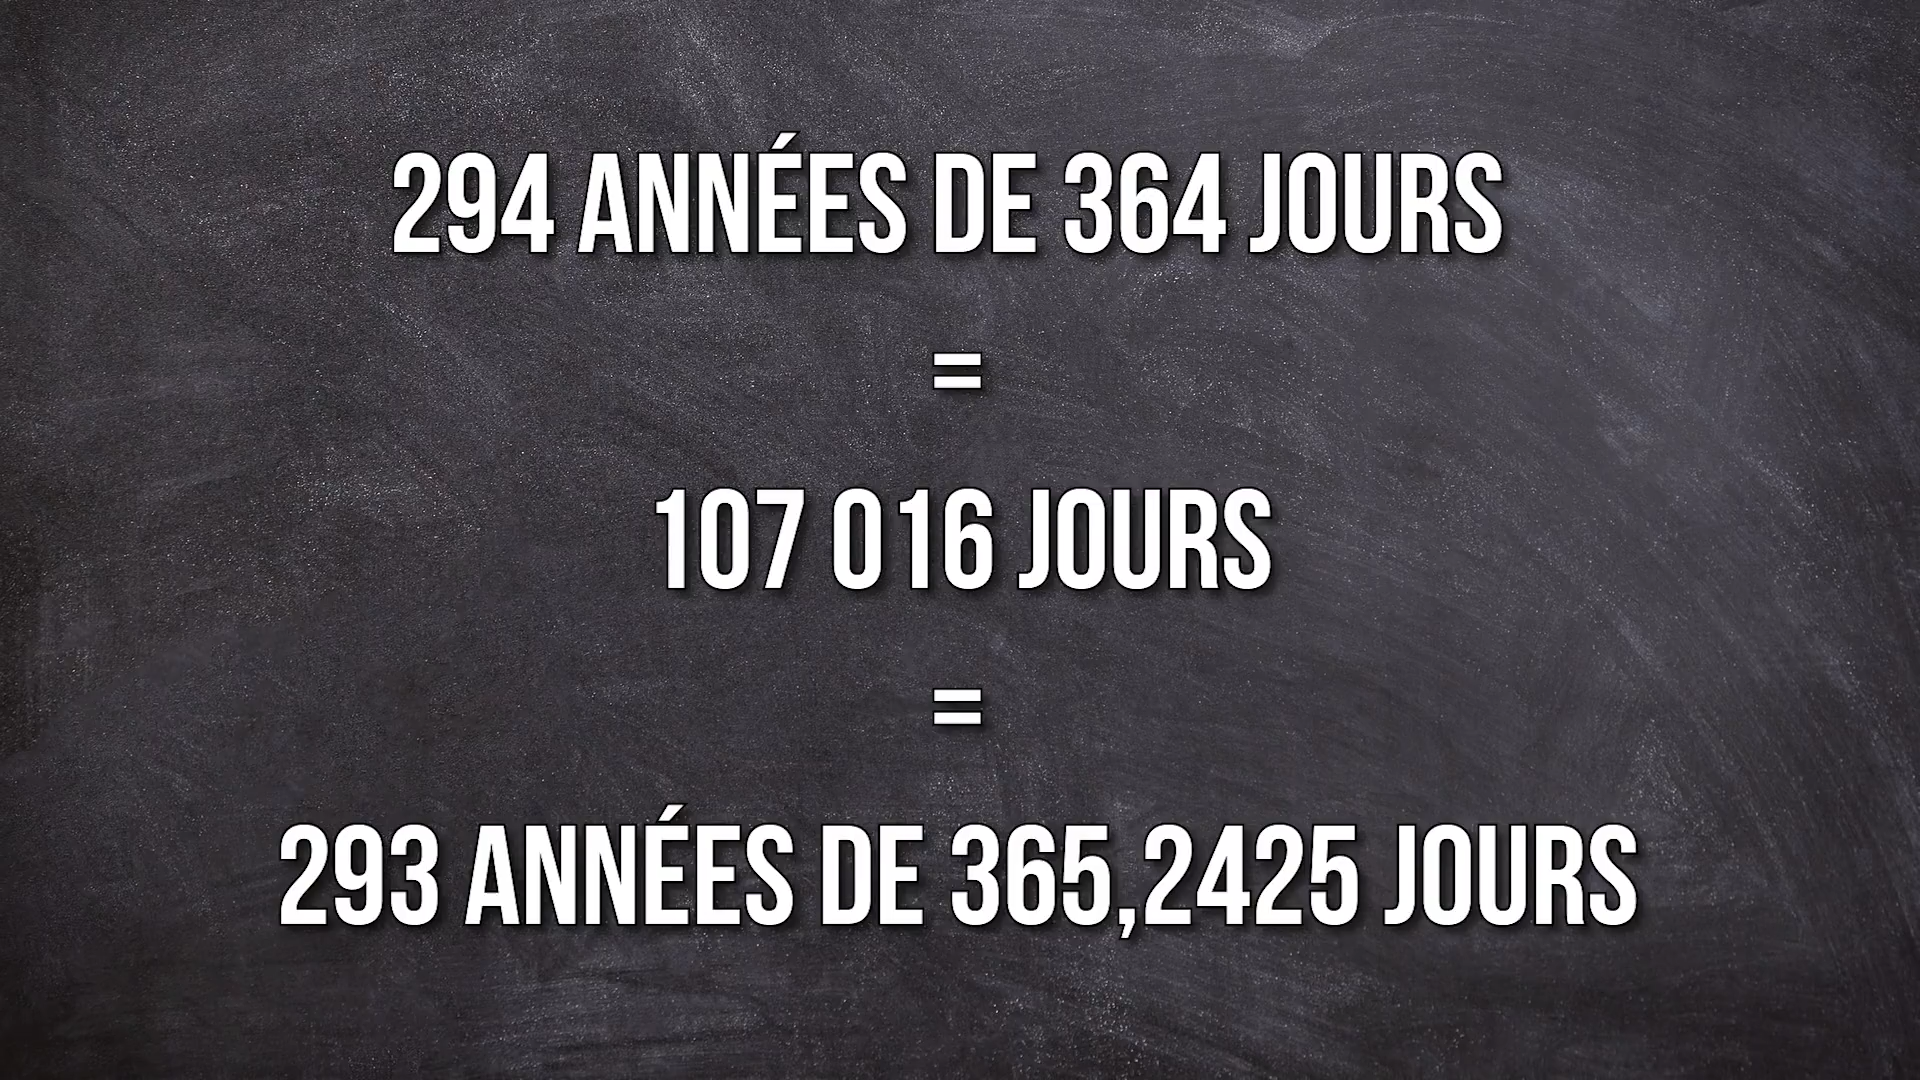 294 ANNÉES DE 364 JOURS
=
107 016 JOURS
=
293 ANNÉES DE 365,2425 JOURS